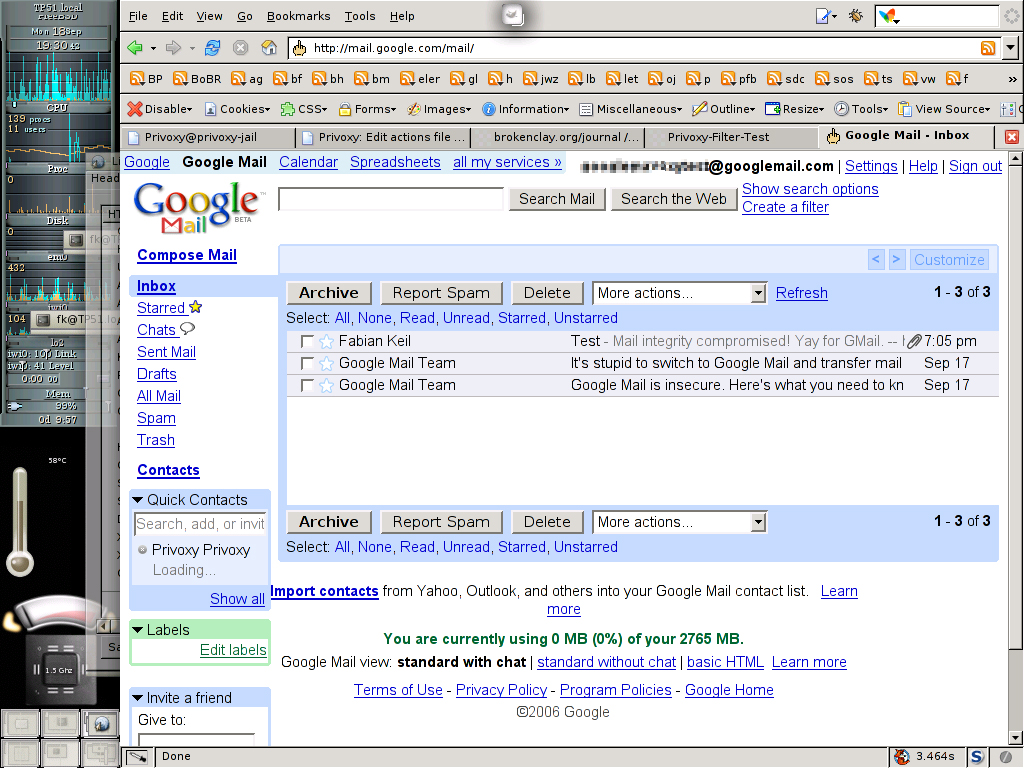 TP51 local
FreeBSD
Mon 18 Sep
19:30 42
CPU
139 procs
11 users
Proc
0
Disk
0
em0
432
iwi0
104
fk@TP51 lo
lo2
iwi0: 100 Link
iwi0: 41 Level
0:00 00
Mem
99%
0d 3:57
58°C
1.5 Ghz
Head
HT
fk@
File Edit View Go Bookmarks Tools Help
http://mail.google.com/mail/
BP BoBR ag bf bh bm eler gl h jwz lb let oj p pfb sdc sos ts vw f »
Disable Cookies CSS Forms Images Information Miscellaneous Outline Resize Tools View Source
Privoxy@privoxy-jail Privoxy: Edit actions file ... brokenclay.org/journal /... Privoxy-Filter-Test Google Mail - Inbox
Google Google Mail Calendar Spreadsheets all my services »
@googlemail.com | Settings | Help | Sign out
Google Mail BETA
Search Mail Search the Web
Show search options
Create a filter
Compose Mail
Inbox
Starred
Chats
Sent Mail
Drafts
All Mail
Spam
Trash
Contacts
Quick Contacts
Search, add, or invit
Privoxy Privoxy
Loading...
Show all
Labels
Edit labels
Invite a friend
Give to:
< > Customize
Archive Report Spam Delete More actions... Refresh 1 - 3 of 3
Select: All, None, Read, Unread, Starred, Unstarred
Fabian Keil Test - Mail integrity compromised! Yay for GMail. -- 7:05 pm
Google Mail Team It's stupid to switch to Google Mail and transfer mail Sep 17
Google Mail Team Google Mail is insecure. Here's what you need to kn Sep 17
Archive Report Spam Delete More actions... 1 - 3 of 3
Select: All, None, Read, Unread, Starred, Unstarred
Import contacts from Yahoo, Outlook, and others into your Google Mail contact list. Learn
more
You are currently using 0 MB (0%) of your 2765 MB.
Google Mail view: standard with chat | standard without chat | basic HTML Learn more
Terms of Use - Privacy Policy - Program Policies - Google Home
©2006 Google
Done 3.464s